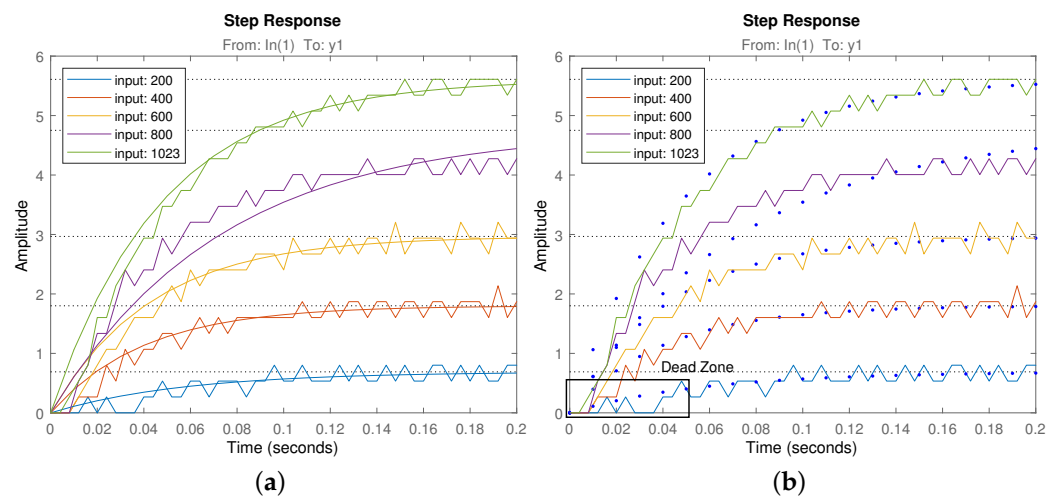 Step Response
From: In(1) To: y1
6
5
4
3
2
1
0
Amplitude
input: 200
input: 400
input: 600
input: 800
input: 1023
0 0.02 0.04 0.06 0.08 0.1 0.12 0.14 0.16 0.18 0.2
Time (seconds)
(a)
Step Response
From: In(1) To: y1
6
5
4
3
2
1
0
Amplitude
input: 200
input: 400
input: 600
input: 800
input: 1023
Dead Zone
0 0.02 0.04 0.06 0.08 0.1 0.12 0.14 0.16 0.18 0.2
Time (seconds)
(b)